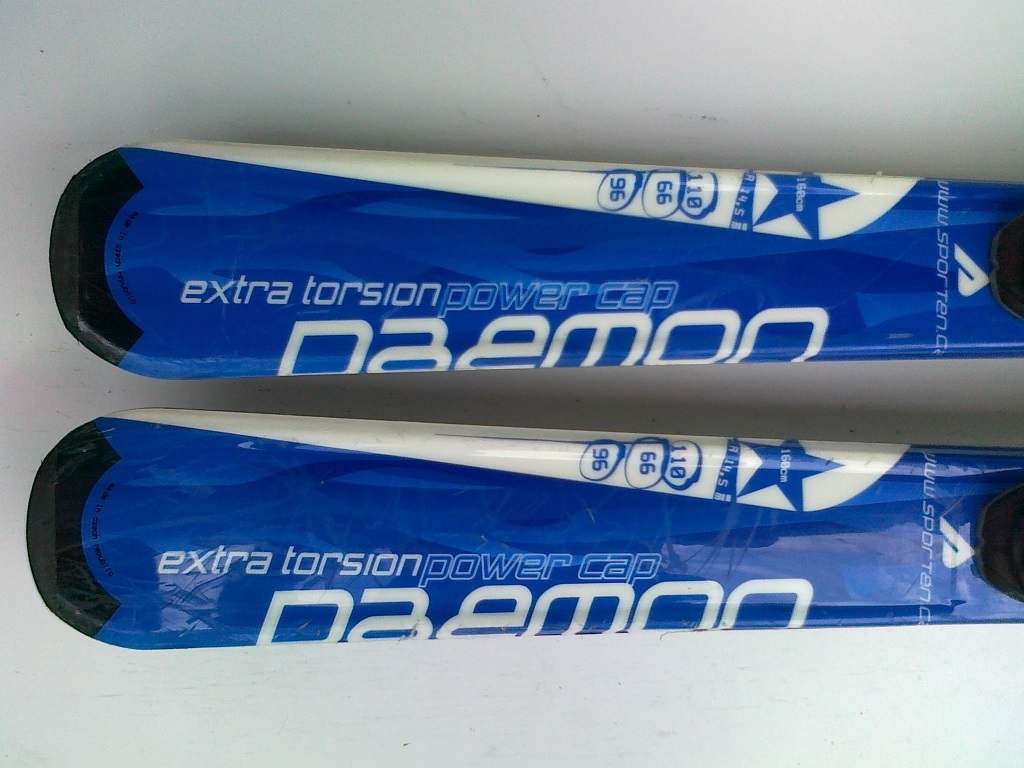 96 66 110
R 14,5 m
160cm
www.sporten.c
extra torsion power cap
DAEMON
96 66 110
R 14,5 m
160cm
www.sporten.c
extra torsion power cap
DAEMON